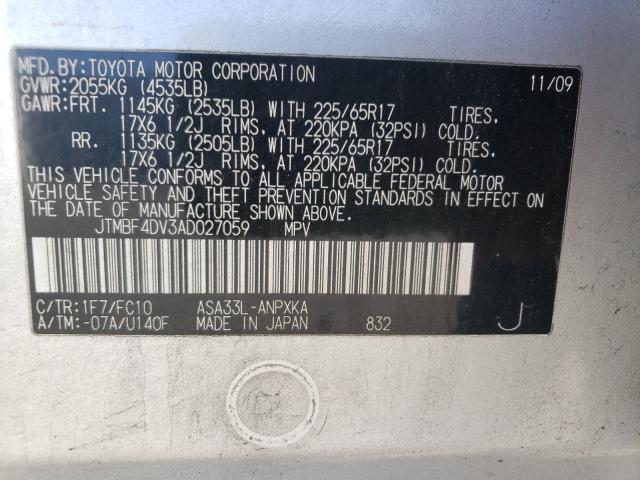 MFD.BY:TOYOTA MOTOR CORPORATION 11/09
GVWR:2055KG (4535LB)
GAWR:FRT. 1145KG (2535LB) WITH 225/65R17 TIRES,
17X6 1/2J RIMS, AT 220KPA (32PSI) COLD.
RR. 1135KG (2505LB) WITH 225/65R17 TIRES,
17X6 1/2J RIMS, AT 220KPA (32PSI) COLD.
THIS VEHICLE CONFORMS TO ALL APPLICABLE FEDERAL MOTOR
VEHICLE SAFETY AND THEFT PREVENTION STANDARDS IN EFFECT ON
THE DATE OF MANUFACTURE SHOWN ABOVE.
JTMBF4DV3AD027059 MPV
C/TR:1F7/FC10 ASA33L-ANPXKA
A/TM:-07A/U140F MADE IN JAPAN 832 J